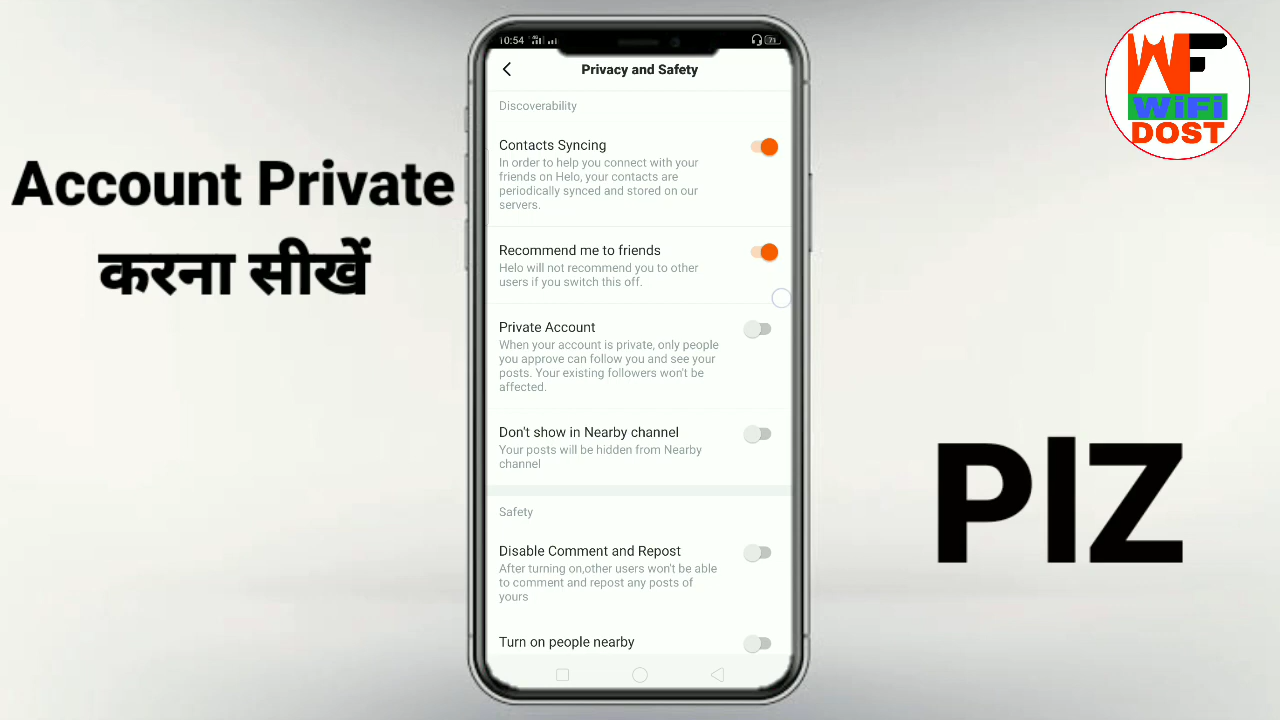 10:54
71
Privacy and Safety
Discoverability
Contacts Syncing
In order to help you connect with your
friends on Helo, your contacts are
periodically synced and stored on our
servers.
Recommend me to friends
Helo will not recommend you to other
users if you switch this off.
Private Account
When your account is private, only people
you approve can follow you and see your
posts. Your existing followers won't be
affected.
Don't show in Nearby channel
Your posts will be hidden from Nearby
channel
Safety
Disable Comment and Repost
After turning on,other users won't be able
to comment and repost any posts of
yours
Turn on people nearby
Account Private
करना सीखें
WF
WiFi
DOST
PlZ